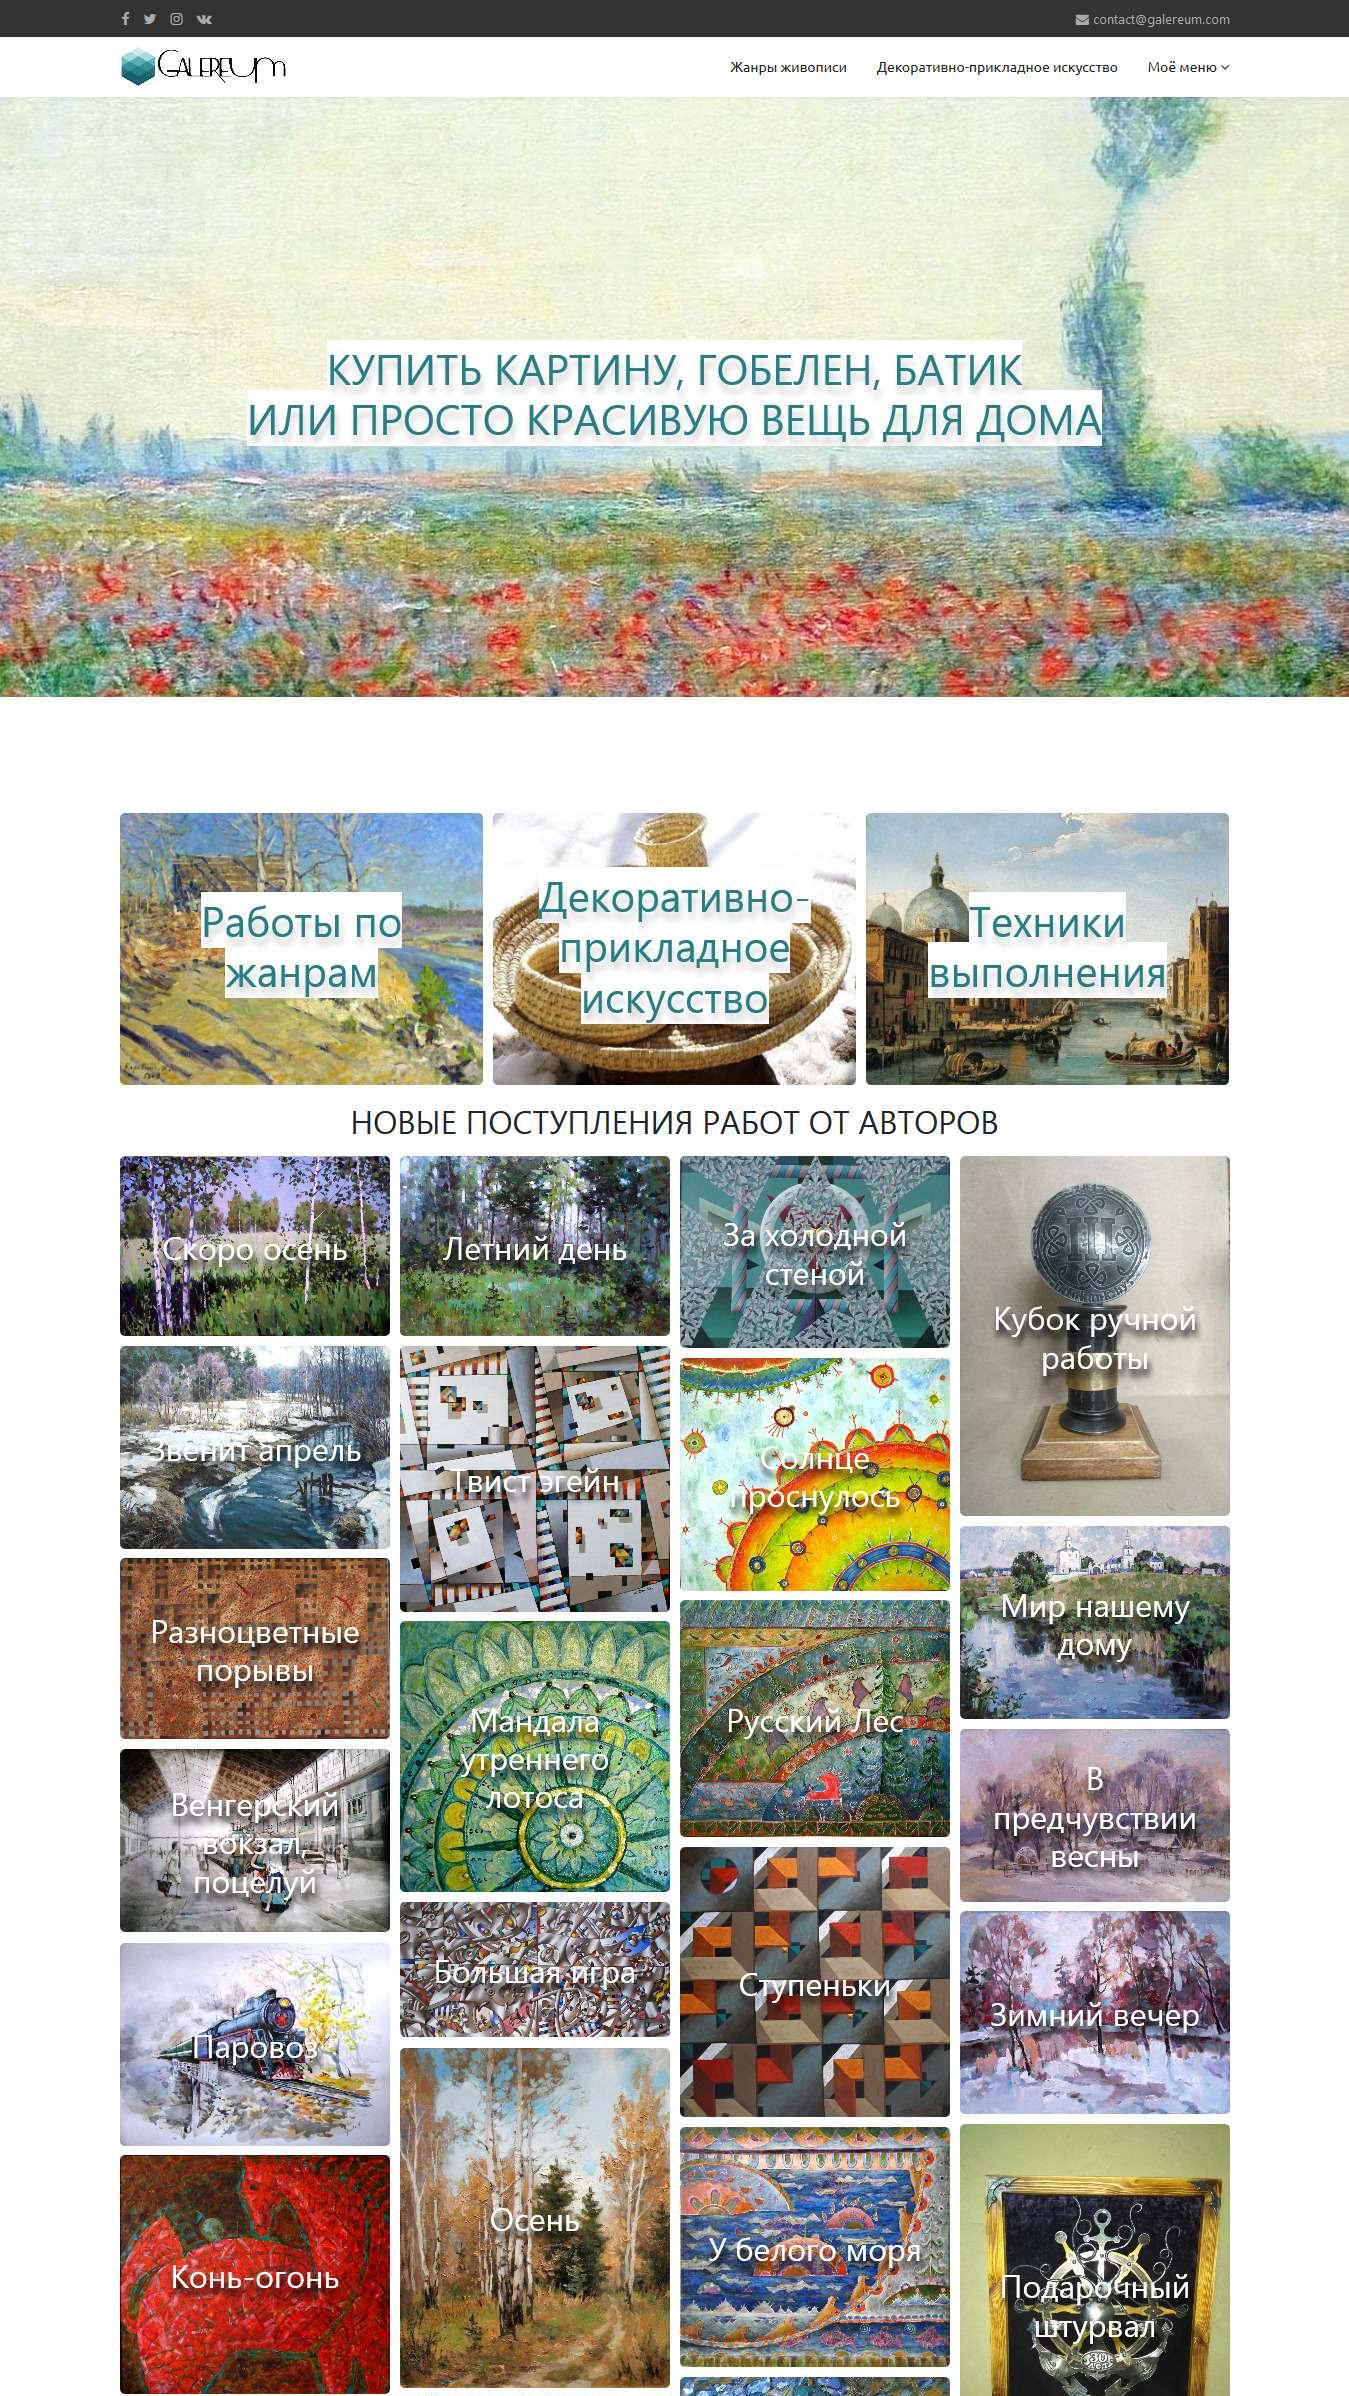 contact@galereum.com
GALEREUM
Жанры живописи
Декоративно-прикладное искусство
Моё меню
КУПИТЬ КАРТИНУ, ГОБЕЛЕН, БАТИК
ИЛИ ПРОСТО КРАСИВУЮ ВЕЩЬ ДЛЯ ДОМА
Работы по
жанрам
Декоративно-
прикладное
искусство
Техники
выполнения
НОВЫЕ ПОСТУПЛЕНИЯ РАБОТ ОТ АВТОРОВ
Скоро осень
Летний день
За холодной
стеной
Кубок ручной
работы
Звенит апрель
Твист эгейн
Солнце
проснулось
Мир нашему
дому
Разноцветные
порывы
Мандала
утреннего
лотоса
Русский Лес
В
предчувствии
весны
Венгерский
вокзал,
поцелуй
Большая игра
Ступеньки
Зимний вечер
Паровоз
Осень
У белого моря
Подарочный
штурвал
Конь-огонь